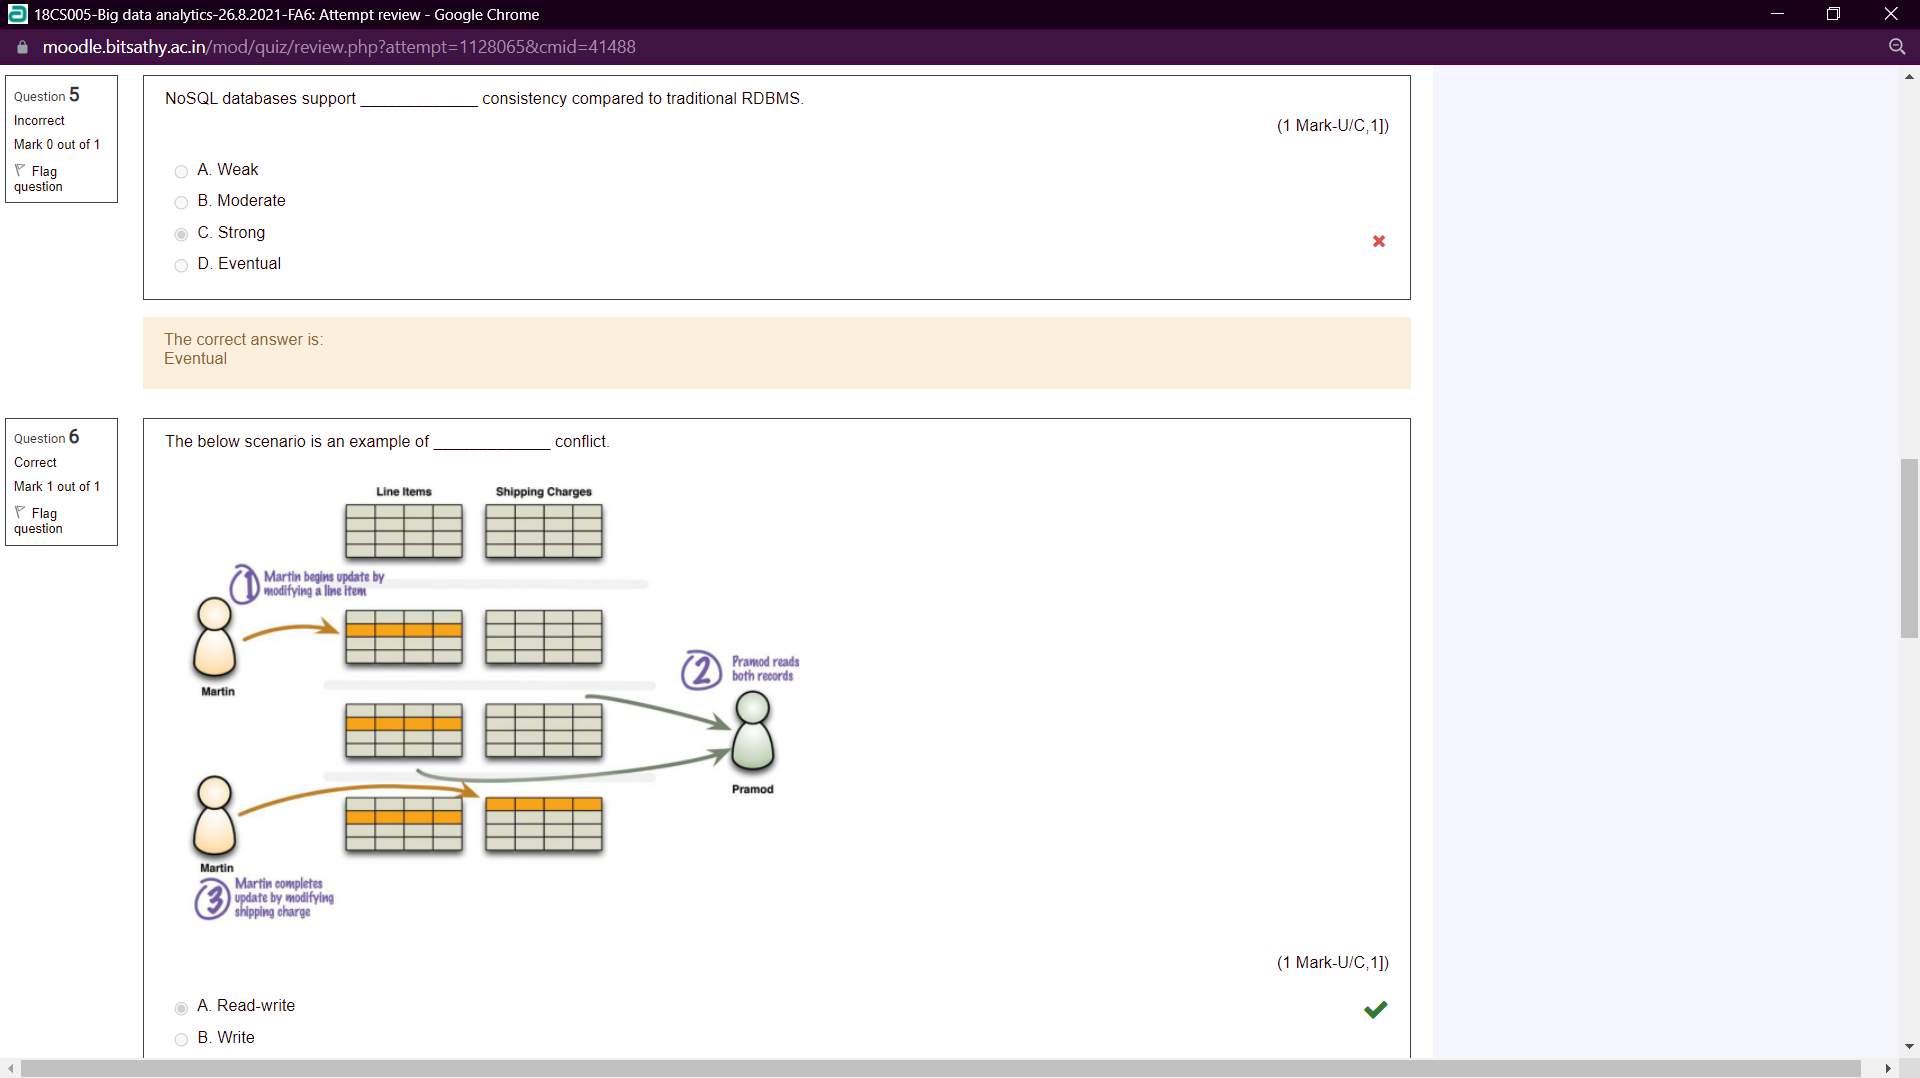 18CS005-Big data analytics-26.8.2021-FA6: Attempt review - Google Chrome
moodle.bitsathy.ac.in/mod/quiz/review.php?attempt=1128065&cmid=41488
Question 5
Incorrect
Mark 0 out of 1
Flag
question
NoSQL databases support _____________ consistency compared to traditional RDBMS.
(1 Mark-U/C,1])
A. Weak
B. Moderate
C. Strong
D. Eventual
The correct answer is:
Eventual
Question 6
Correct
Mark 1 out of 1
Flag
question
The below scenario is an example of _____________ conflict.
Line Items
Shipping Charges
1
Martin begins update by
modifying a line item
Martin
2
Pramod reads
both records
Pramod
Martin
3
Martin completes
update by modifying
shipping charge
(1 Mark-U/C,1])
A. Read-write
B. Write